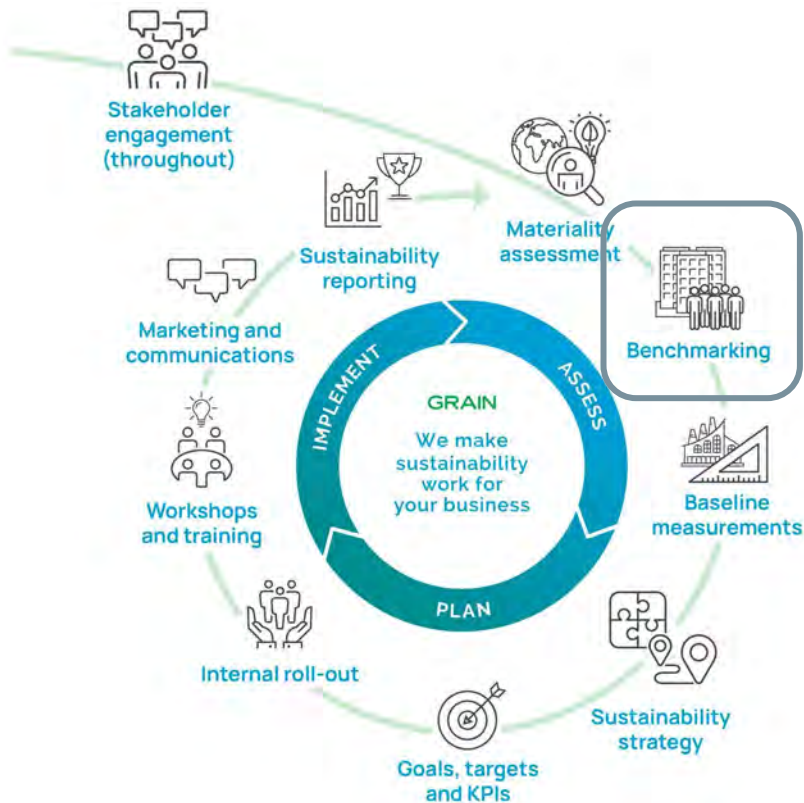 Stakeholder
engagement
(throughout)
Materiality
assessment
Sustainability
reporting
Benchmarking
Marketing and
communications
IMPLEMENT
ASSESS
PLAN
GRAIN
We make
sustainability
work for
your business
Baseline
measurements
Workshops
and training
Internal roll-out
Sustainability
strategy
Goals, targets
and KPIs